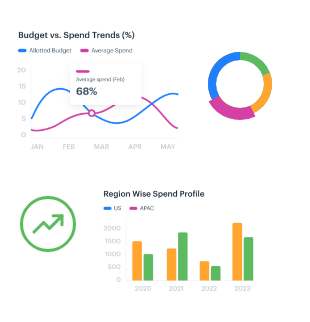 Budget vs. Spend Trends (%)
Allotted Budget Average Spend
20
15
10
5
0
Average spend (Feb)
68%
JAN FEB MAR APR MAY
Region Wise Spend Profile
US APAC
2000
1500
1000
500
0
2020 2021 2022 2023